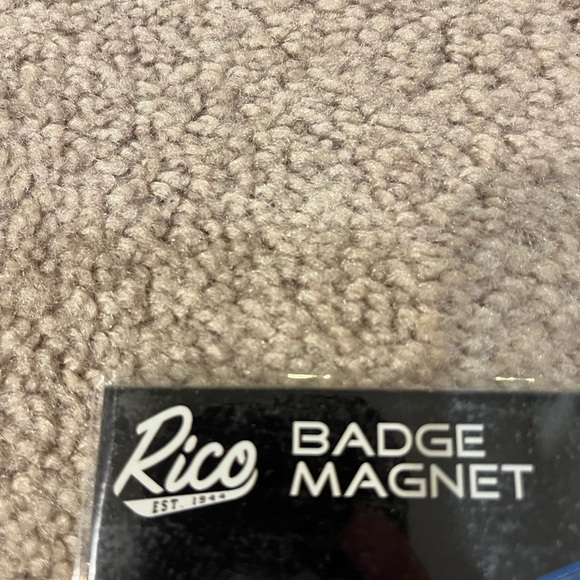 Rico
EST. 1944
BADGE
MAGNET